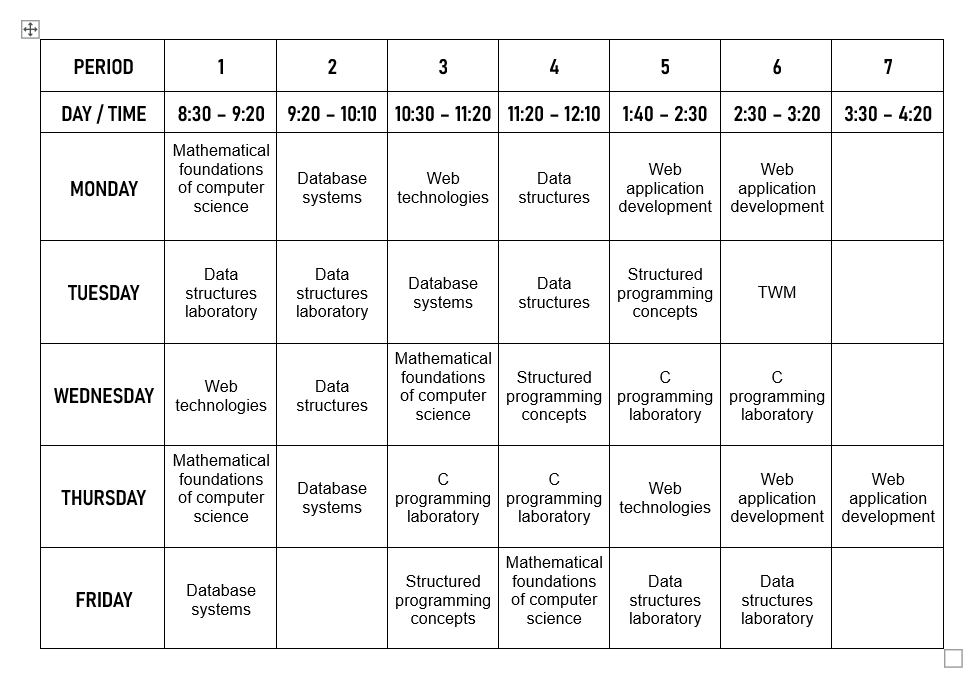 PERIOD 1 2 3 4 5 6 7
DAY / TIME 8:30 – 9:20 9:20 – 10:10 10:30 – 11:20 11:20 – 12:10 1:40 – 2:30 2:30 – 3:20 3:30 – 4:20
MONDAY
Mathematical
foundations
of computer
science
Database
systems
Web
technologies
Data
structures
Web
application
development
Web
application
development
TUESDAY
Data
structures
laboratory
Data
structures
laboratory
Database
systems
Data
structures
Structured
programming
concepts
TWM
WEDNESDAY
Web
technologies
Data
structures
Mathematical
foundations
of computer
science
Structured
programming
concepts
C
programming
laboratory
C
programming
laboratory
THURSDAY
Mathematical
foundations
of computer
science
Database
systems
C
programming
laboratory
C
programming
laboratory
Web
technologies
Web
application
development
Web
application
development
FRIDAY
Database
systems
Structured
programming
concepts
Mathematical
foundations
of computer
science
Data
structures
laboratory
Data
structures
laboratory